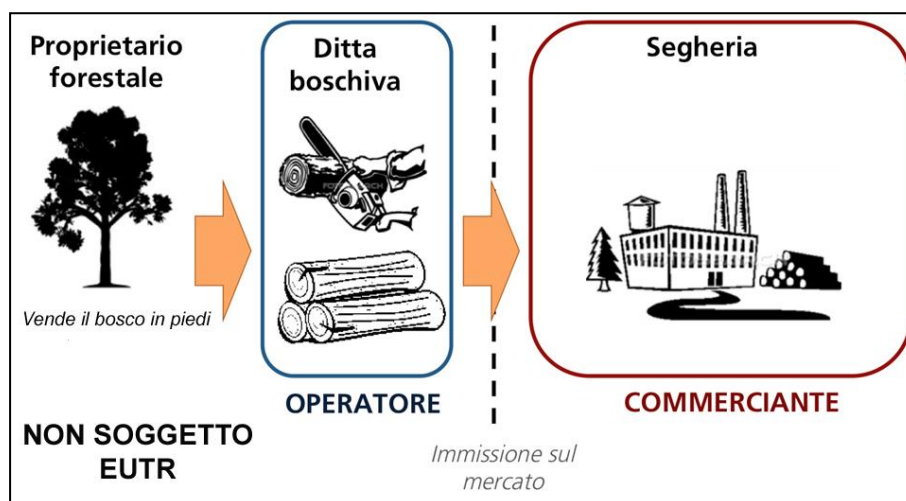 Proprietario
forestale
Vende il bosco in piedi
NON SOGGETTO
EUTR
Ditta
boschiva
OPERATORE
Immissione sul
mercato
Segheria
COMMERCIANTE